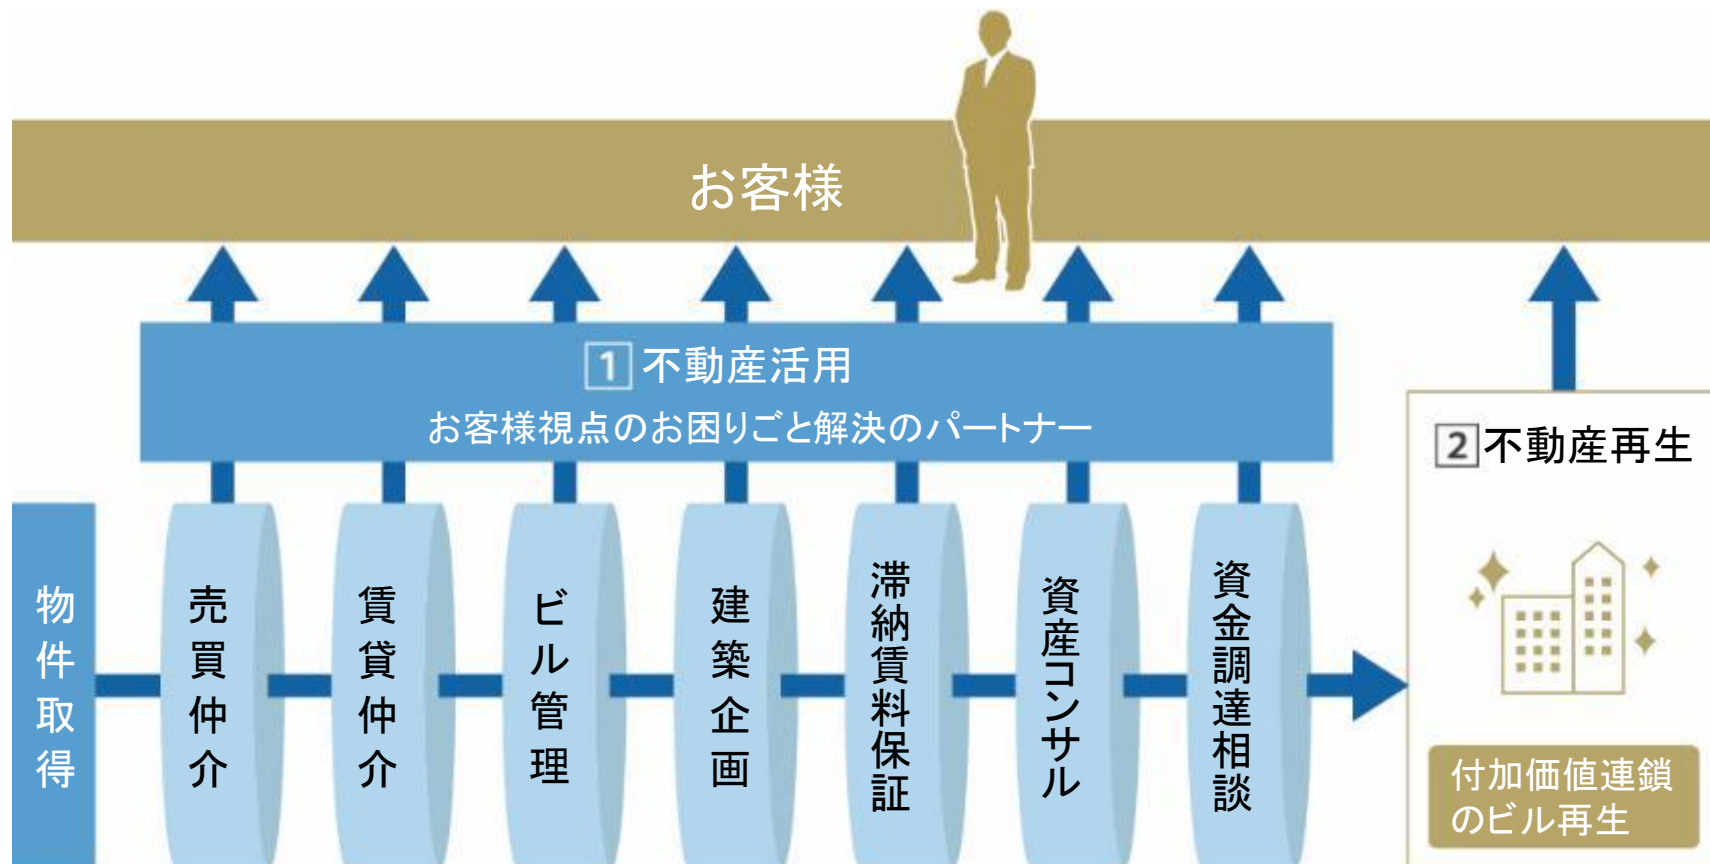 お客様
1 不動産活用
お客様視点のお困りごと解決のパートナー
2 不動産再生
物件取得
売買仲介
賃貸仲介
ビル管理
建築企画
滞納賃料保証
資産コンサル
資金調達相談
付加価値連鎖
のビル再生